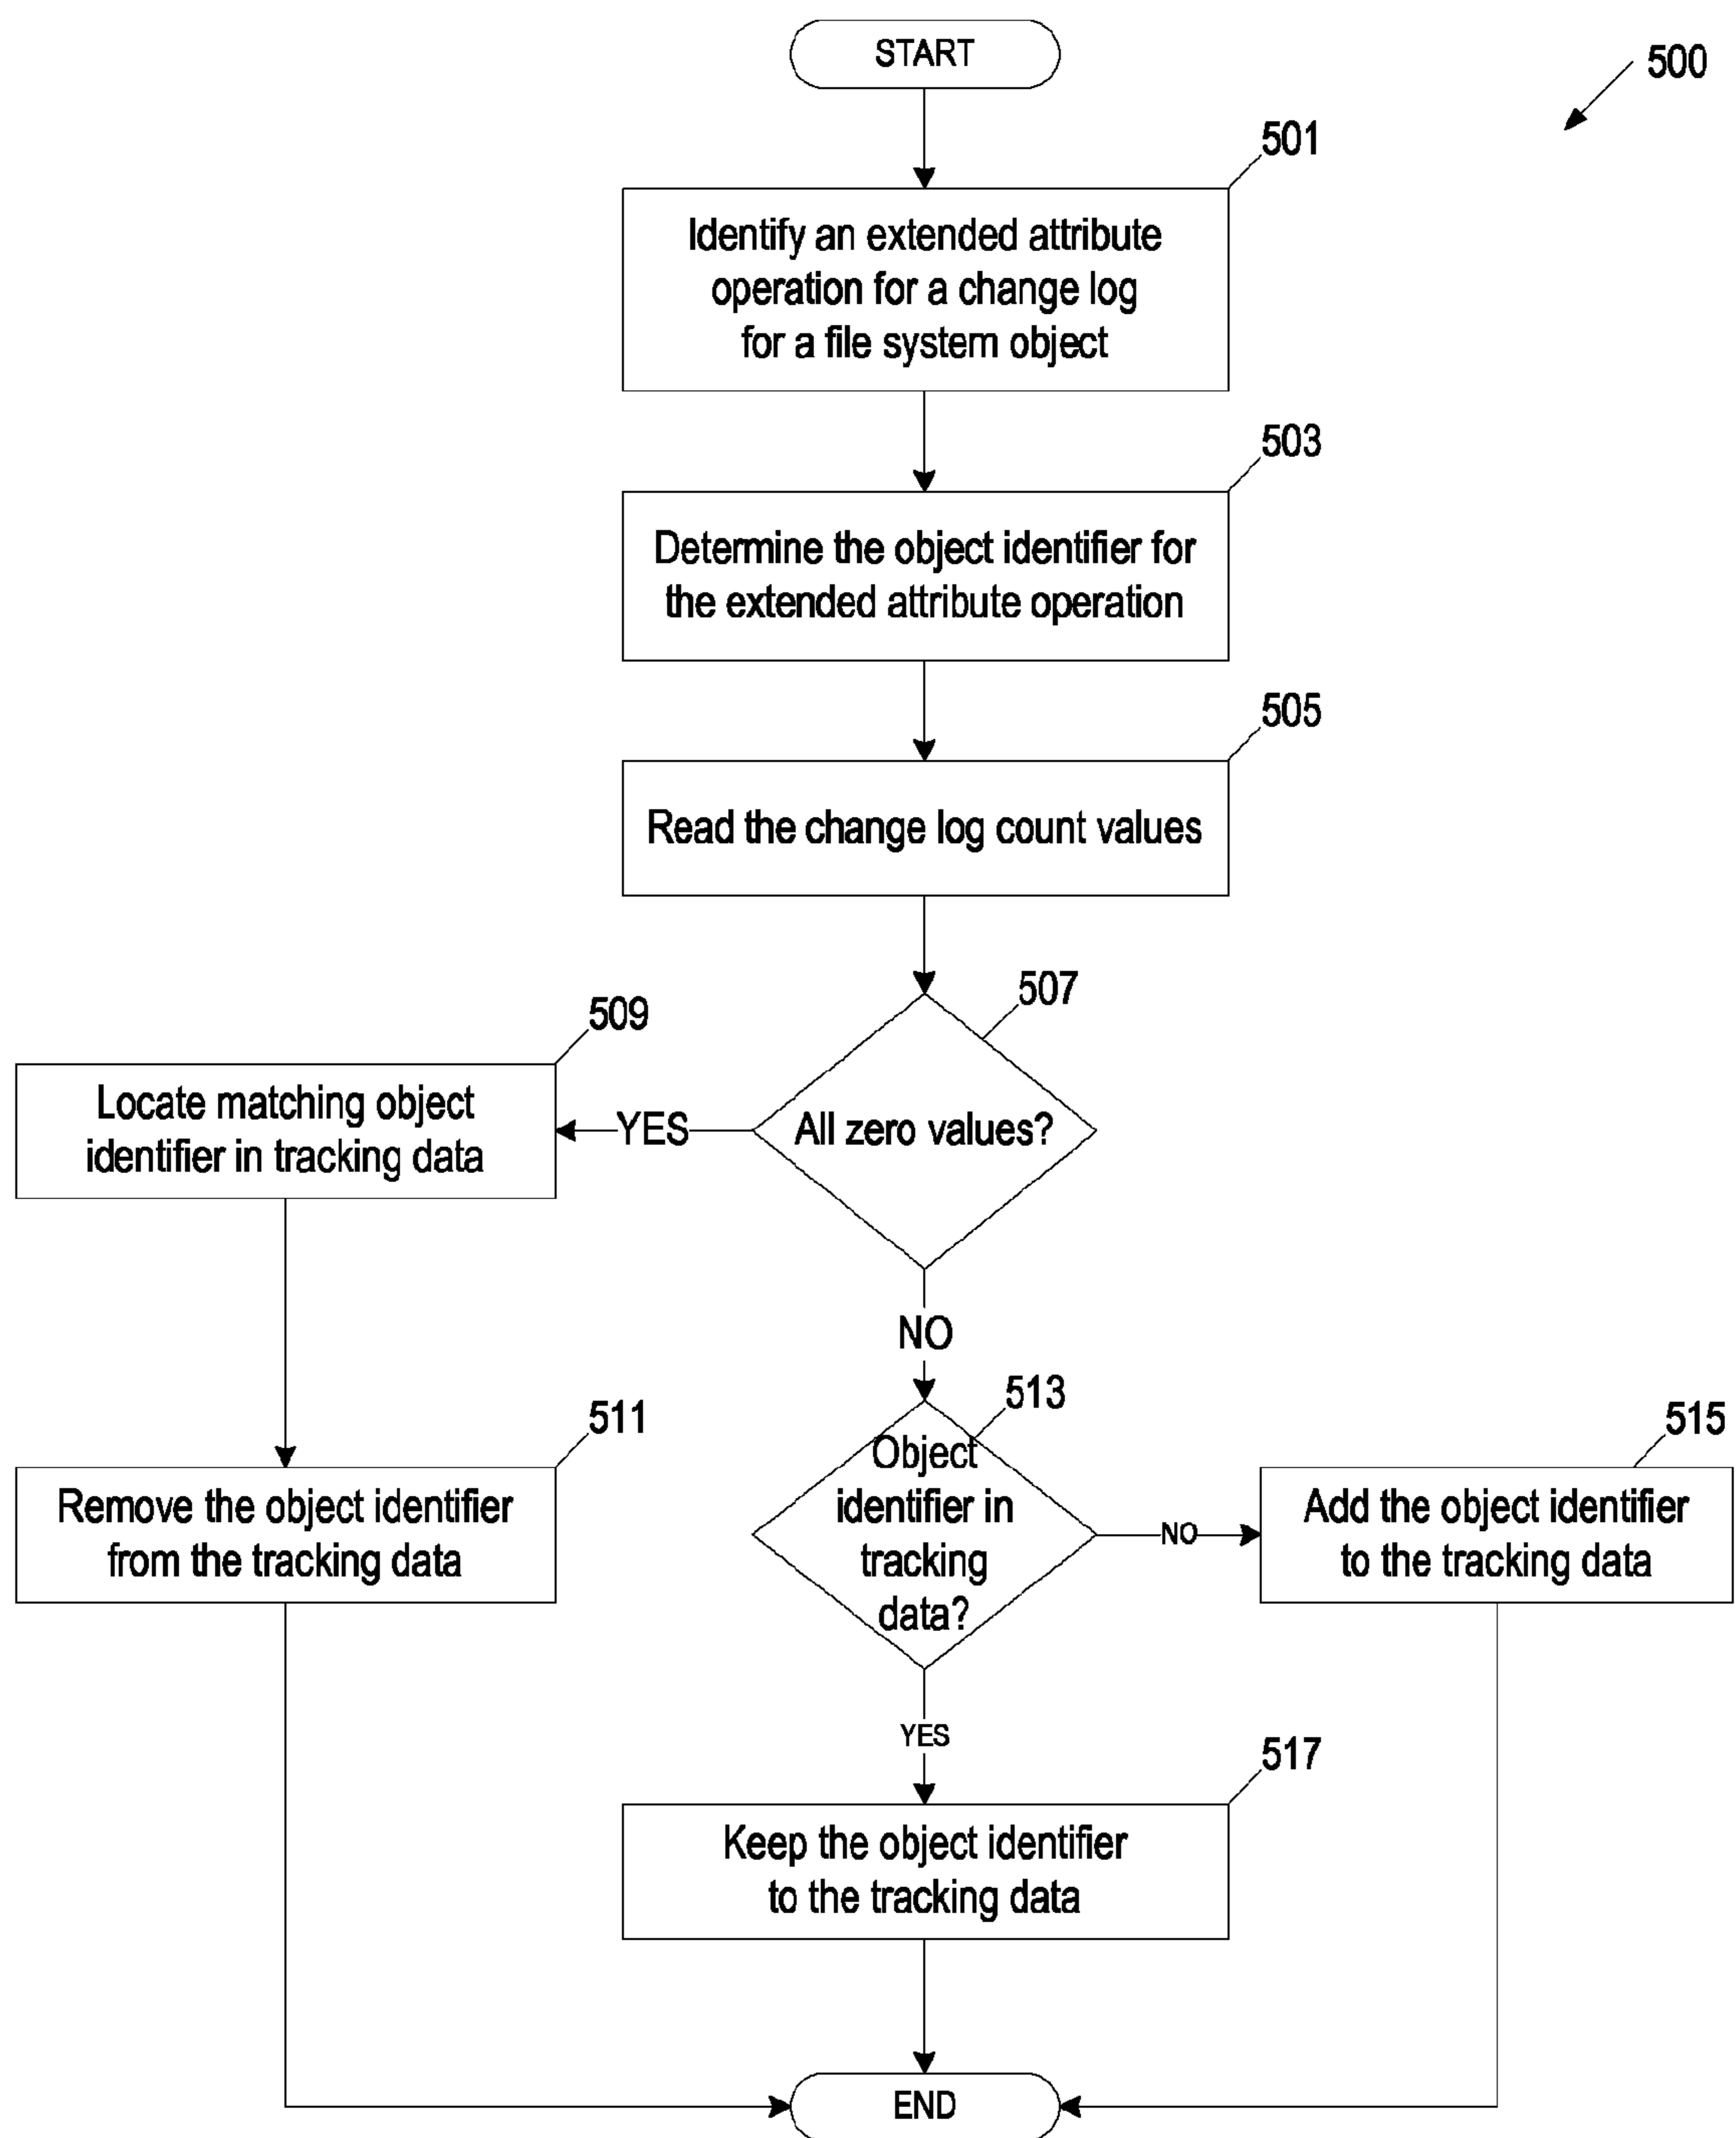 START
500
501
Identify an extended attribute
operation for a change log
for a file system object
503
Determine the object identifier for
the extended attribute operation
505
Read the change log count values
507
All zero values?
YES
509
Locate matching object
identifier in tracking data
NO
511
Remove the object identifier
from the tracking data
513
Object
identifier in
tracking
data?
NO
515
Add the object identifier
to the tracking data
YES
517
Keep the object identifier
to the tracking data
END